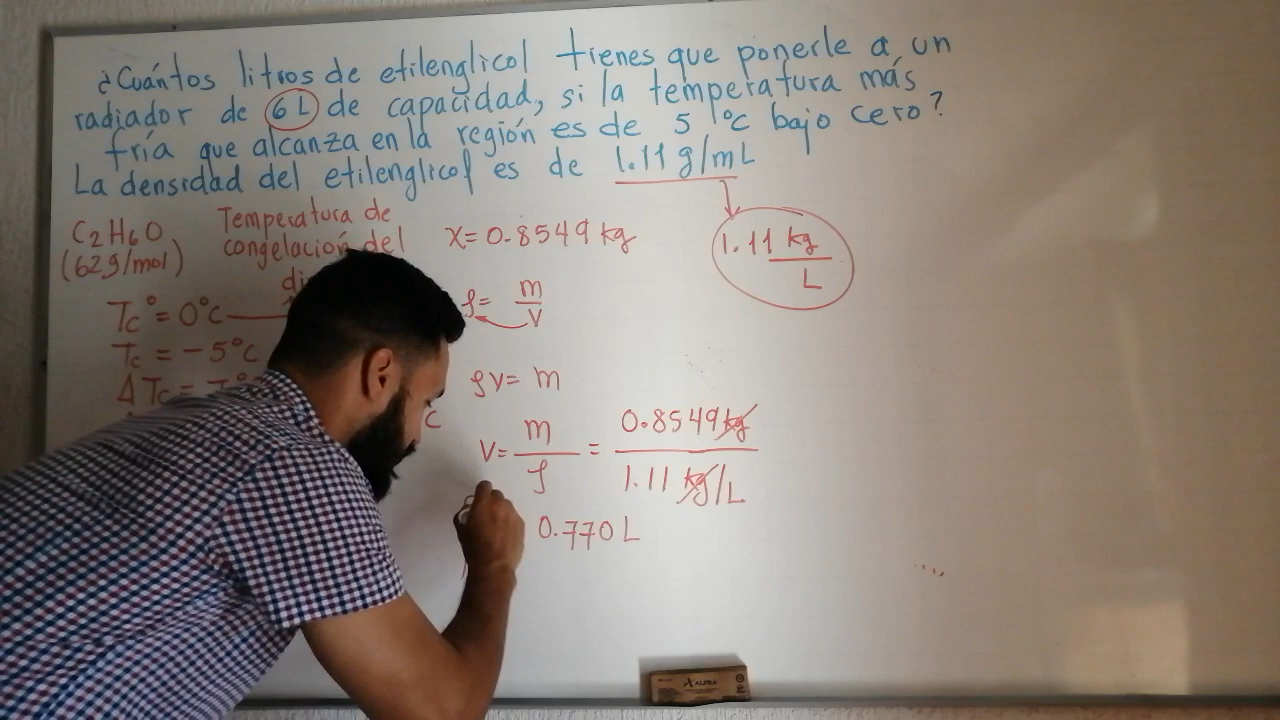 ¿Cuántos litros de etilenglicol tienes que ponerle a un
radiador de 6 L de capacidad, si la temperatura más
fría que alcanza en la región es de 5 °C bajo cero?
La densidad del etilenglicol es de 1.11 g/mL
C₂H₆O
(62g/mol)
Temperatura de
congelación del
Tc° = 0°C
Tc = -5°C
ΔTc =
C
X = 0.8549 kg
ρ = m/V
ρV = m
V = m/ρ = 0.8549 kg / 1.11 kg/L
0.770 L
1.11 kg/L
ALFRA